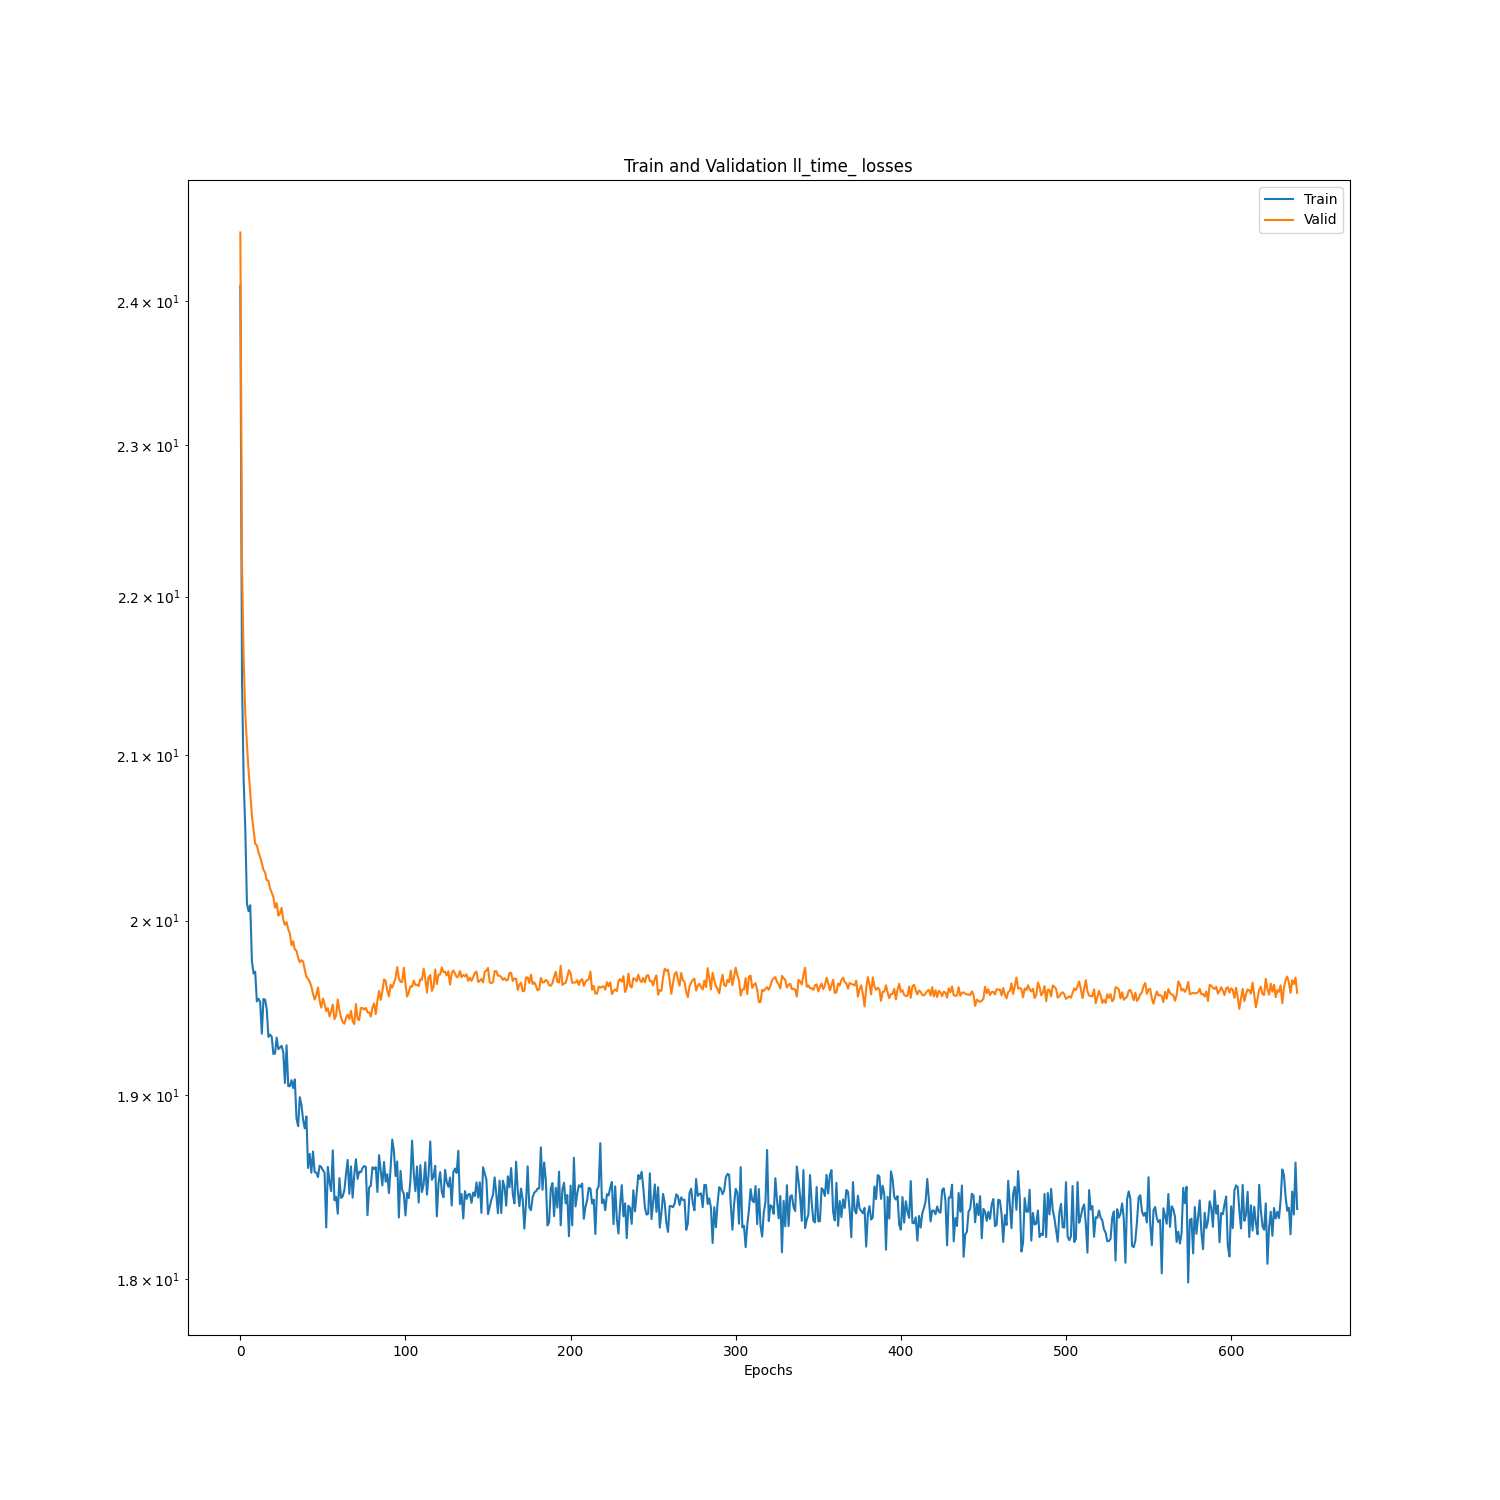 Train and Validation ll_time_ losses
Train
Valid
2.4 × 10¹
2.3 × 10¹
2.2 × 10¹
2.1 × 10¹
2 × 10¹
1.9 × 10¹
1.8 × 10¹
0 100 200 300 400 500 600
Epochs